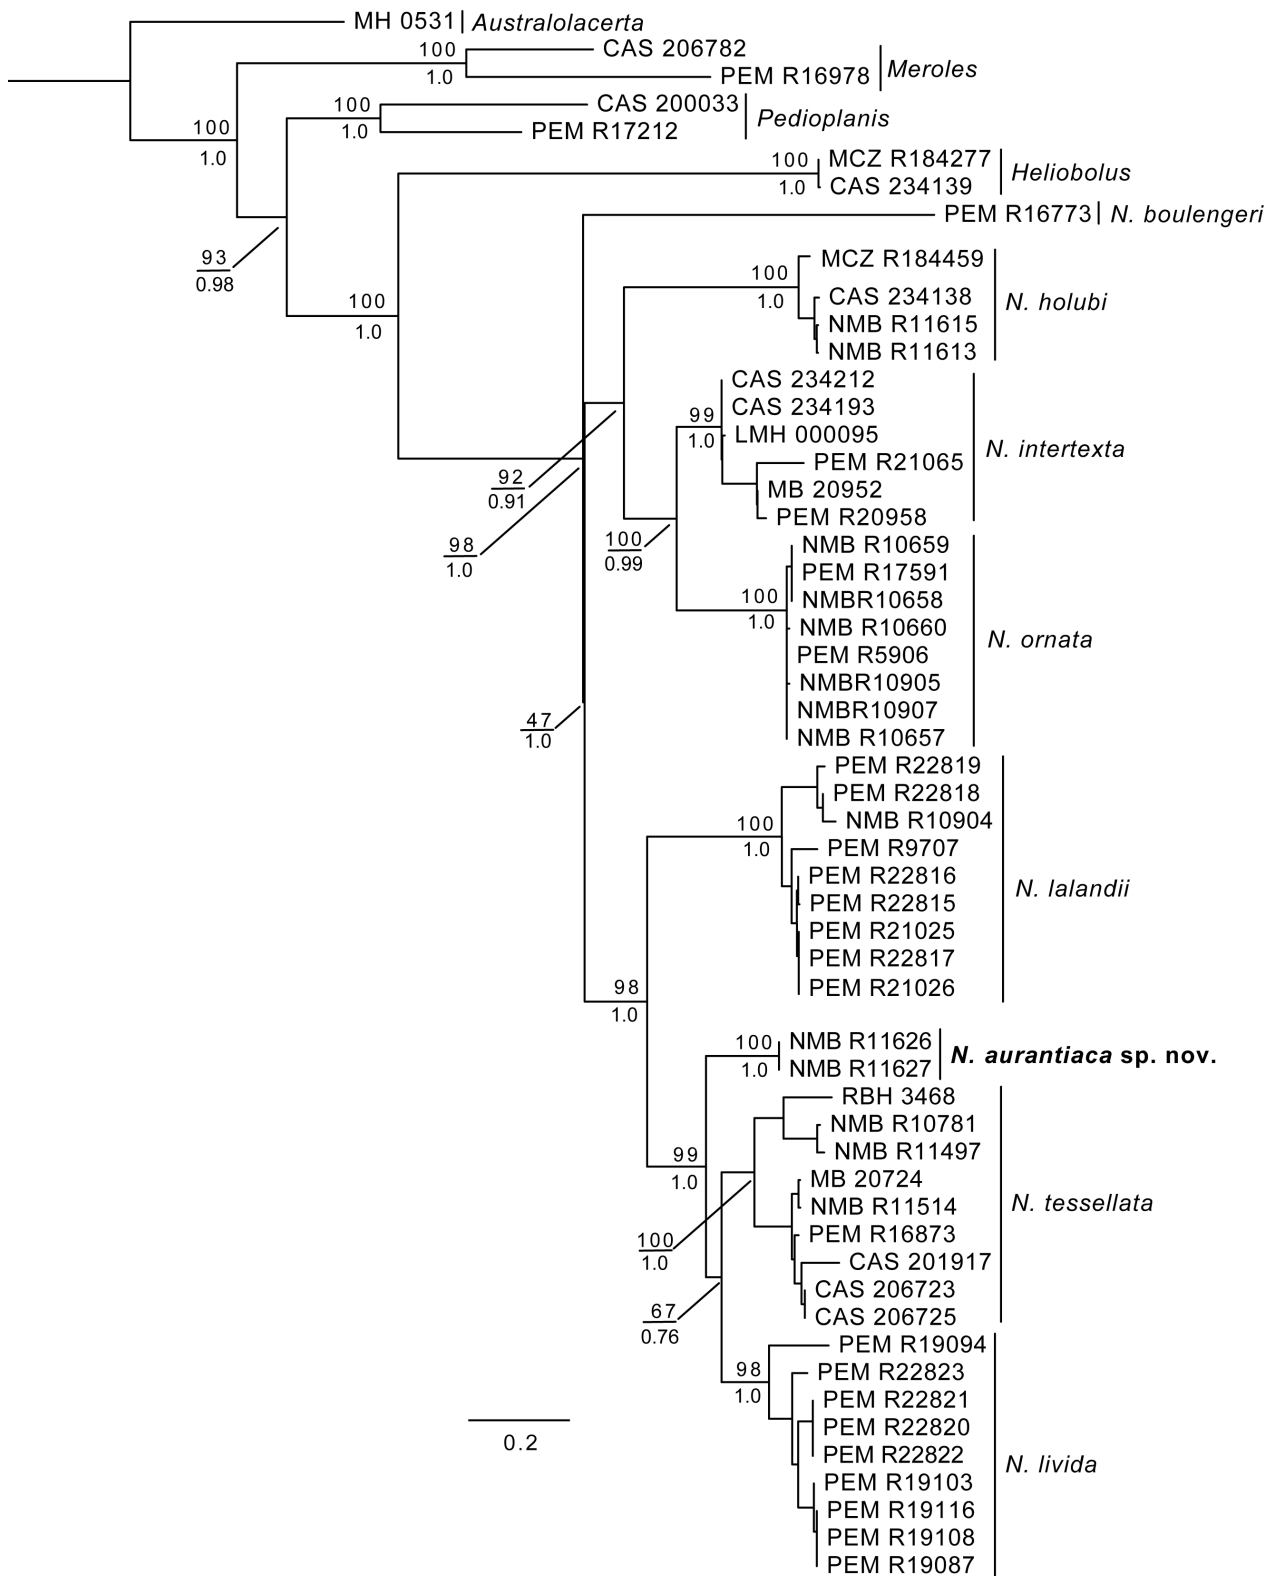 MH 0531 Australolacerta
100 CAS 206782
1.0 PEM R16978 Meroles
100 CAS 200033
1.0 PEM R17212 Pedioplanis
100
1.0
100 MCZ R184277
1.0 CAS 234139 Heliobolus
PEM R16773 N. boulengeri
93
0.98
MCZ R184459
100
1.0
CAS 234138
NMB R11615
NMB R11613
N. holubi
100
1.0
CAS 234212
CAS 234193
LMH 000095
PEM R21065
MB 20952
PEM R20958
N. intertexta
99
1.0
92
0.91
98
1.0
100
0.99
NMB R10659
PEM R17591
NMBR10658
NMB R10660
PEM R5906
NMBR10905
NMBR10907
NMB R10657
N. ornata
100
1.0
47
1.0
PEM R22819
PEM R22818
NMB R10904
PEM R9707
PEM R22816
PEM R22815
PEM R21025
PEM R22817
PEM R21026
N. lalandii
100
1.0
98
1.0
100 NMB R11626
1.0 NMB R11627
N. aurantiaca sp. nov.
RBH 3468
NMB R10781
NMB R11497
MB 20724
NMB R11514
PEM R16873
CAS 201917
CAS 206723
CAS 206725
N. tessellata
99
1.0
100
1.0
67
0.76
PEM R19094
PEM R22823
PEM R22821
PEM R22820
PEM R22822
PEM R19103
PEM R19116
PEM R19108
PEM R19087
N. livida
98
1.0
0.2